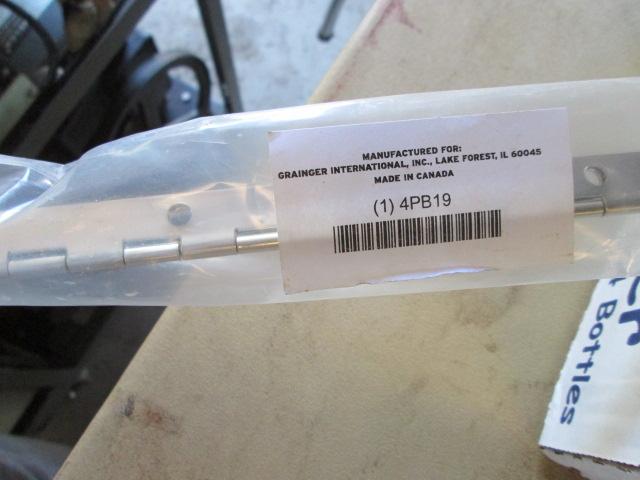 MANUFACTURED FOR:
GRAINGER INTERNATIONAL, INC., LAKE FOREST, IL 60045
MADE IN CANADA
(1) 4PB19
Bottles